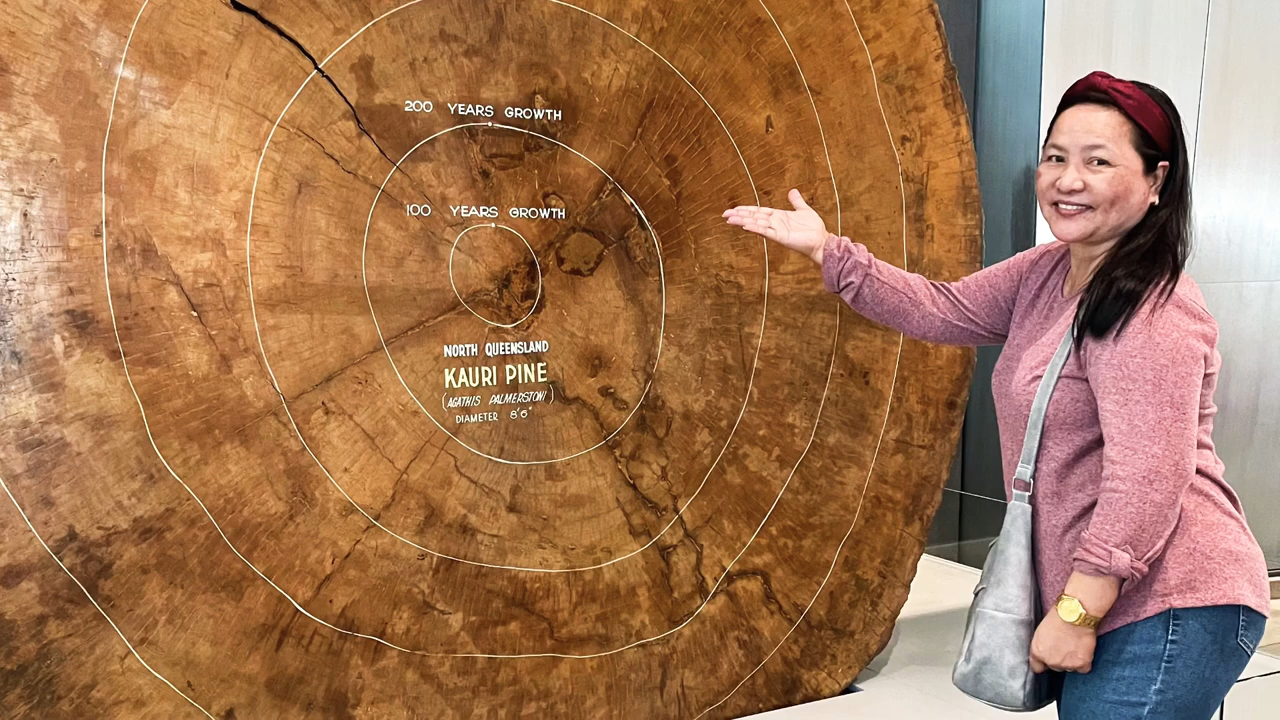 200 YEARS GROWTH
100 YEARS GROWTH
NORTH QUEENSLAND
KAURI PINE
(AGATHIS PALMERSTONI)
DIAMETER 8'6"